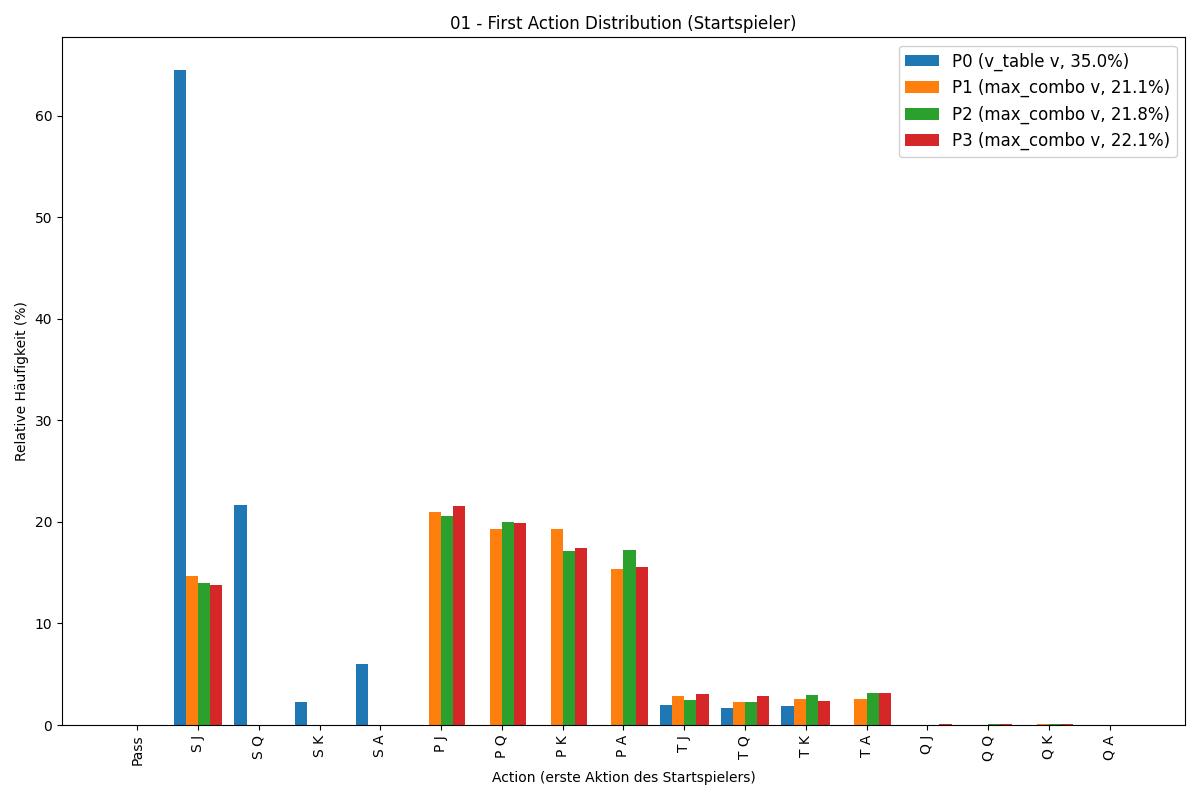 01 - First Action Distribution (Startspieler)
P0 (v_table v, 35.0%)
P1 (max_combo v, 21.1%)
P2 (max_combo v, 21.8%)
P3 (max_combo v, 22.1%)
Relative Häufigkeit (%)
60
50
40
30
20
10
0
Pass
S J
S Q
S K
S A
P J
P Q
P K
P A
T J
T Q
T K
T A
Q J
Q Q
Q K
Q A
Action (erste Aktion des Startspielers)